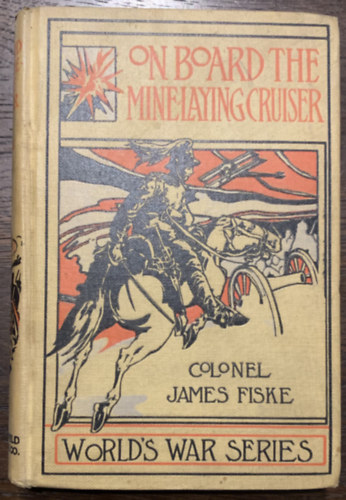 ON BOARD THE
MINE-LAYING CRUISER
COLONEL
JAMES FISKE
WORLD'S WAR SERIES